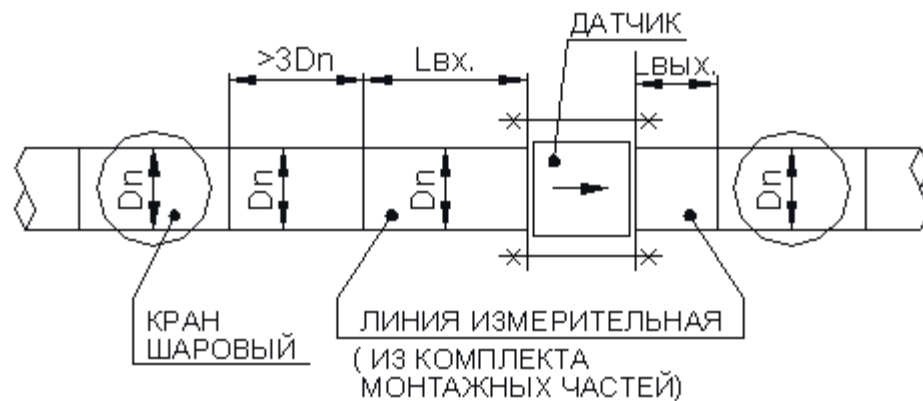 ДАТЧИК
>3Dn
Lвх.
Lвых.
Dn
Dn
Dn
Dn
КРАН
ШАРОВЫЙ
ЛИНИЯ ИЗМЕРИТЕЛЬНАЯ
( ИЗ КОМПЛЕКТА
МОНТАЖНЫХ ЧАСТЕЙ)